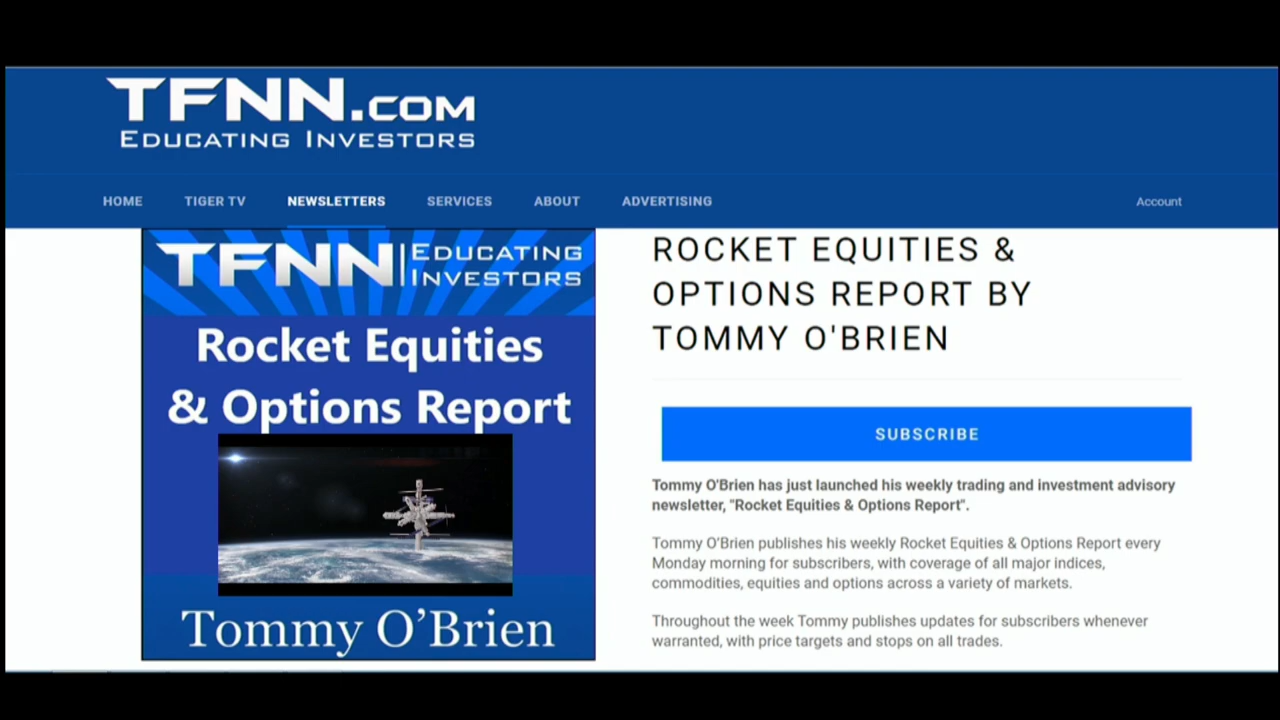 TFNN.COM
EDUCATING INVESTORS
HOME TIGER TV NEWSLETTERS SERVICES ABOUT ADVERTISING Account
TFNN EDUCATING
INVESTORS
Rocket Equities
& Options Report
Tommy O’Brien
ROCKET EQUITIES &
OPTIONS REPORT BY
TOMMY O'BRIEN
SUBSCRIBE
Tommy O'Brien has just launched his weekly trading and investment advisory
newsletter, "Rocket Equities & Options Report".
Tommy O’Brien publishes his weekly Rocket Equities & Options Report every
Monday morning for subscribers, with coverage of all major indices,
commodities, equities and options across a variety of markets.
Throughout the week Tommy publishes updates for subscribers whenever
warranted, with price targets and stops on all trades.